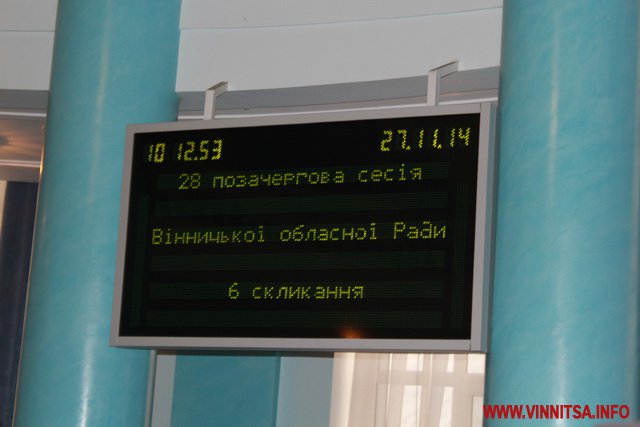 10 12.53 27.11.14
28 позачергова сесія
Вінницької обласної Ради
6 скликання
WWW.VINNITSA.INFO